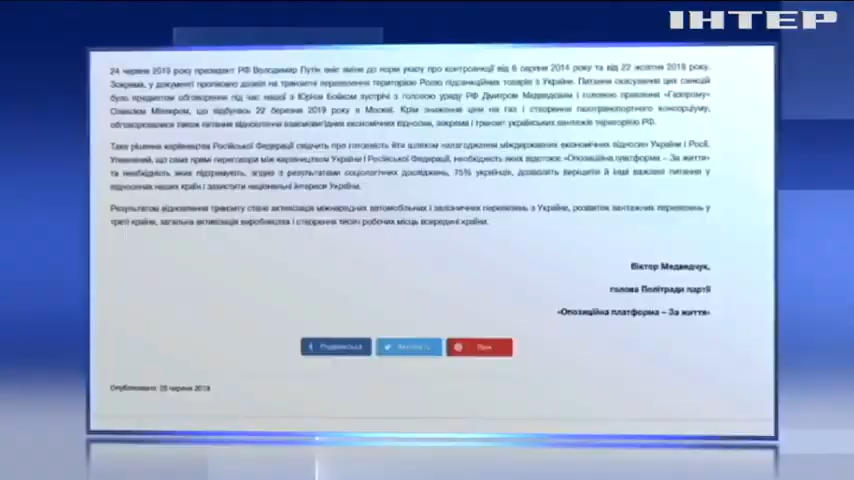 ІНТЕР
24 червня 2019 року президент РФ Володимир Путін вніс зміни до норм указу про контрсанкції від 6 серпня 2014 року та від 22 жовтня 2018 року.
Зокрема, у документі прописано дозвіл на транзитні перевезення територією Росії підсанкційних товарів з України. Питання скасування цих санкцій
було предметом обговорення під час нашої з Юрієм Бойком зустрічі з головою уряду РФ Дмитром Медведєвим і головою правління «Газпрому»
Олексієм Міллером, що відбулась 22 березня 2019 року в Москві. Крім зниження ціни на газ і створення газотранспортного консорціуму,
обговорювалися також питання відновлення взаємовигідних економічних відносин, зокрема і транзит українських вантажів територією РФ.
Таке рішення керівництва Російської Федерації свідчить про готовність йти шляхом налагодження міждержавних економічних відносин України і Росії.
Упевнений, що саме прямі переговори між керівництвом України і Російської Федерації, необхідність яких відстоює «Опозиційна платформа – За життя»
та необхідність яких підтримують, згідно з результатами соціологічних досліджень, 75% українців, дозволять вирішити й інші важливі питання у
відносинах наших країн і захистити національні інтереси України.
Результатом відновлення транзиту стане активізація міжнародних автомобільних і залізничних перевезень з України, розвиток вантажних перевезень у
треті країни, загальна активізація виробництва і створення тисяч робочих місць всередині країни.
Віктор Медведчук,
голова Політради партії
«Опозиційна платформа – За життя»
Поділитися
Пін
Опубліковано: 25 червня 2019